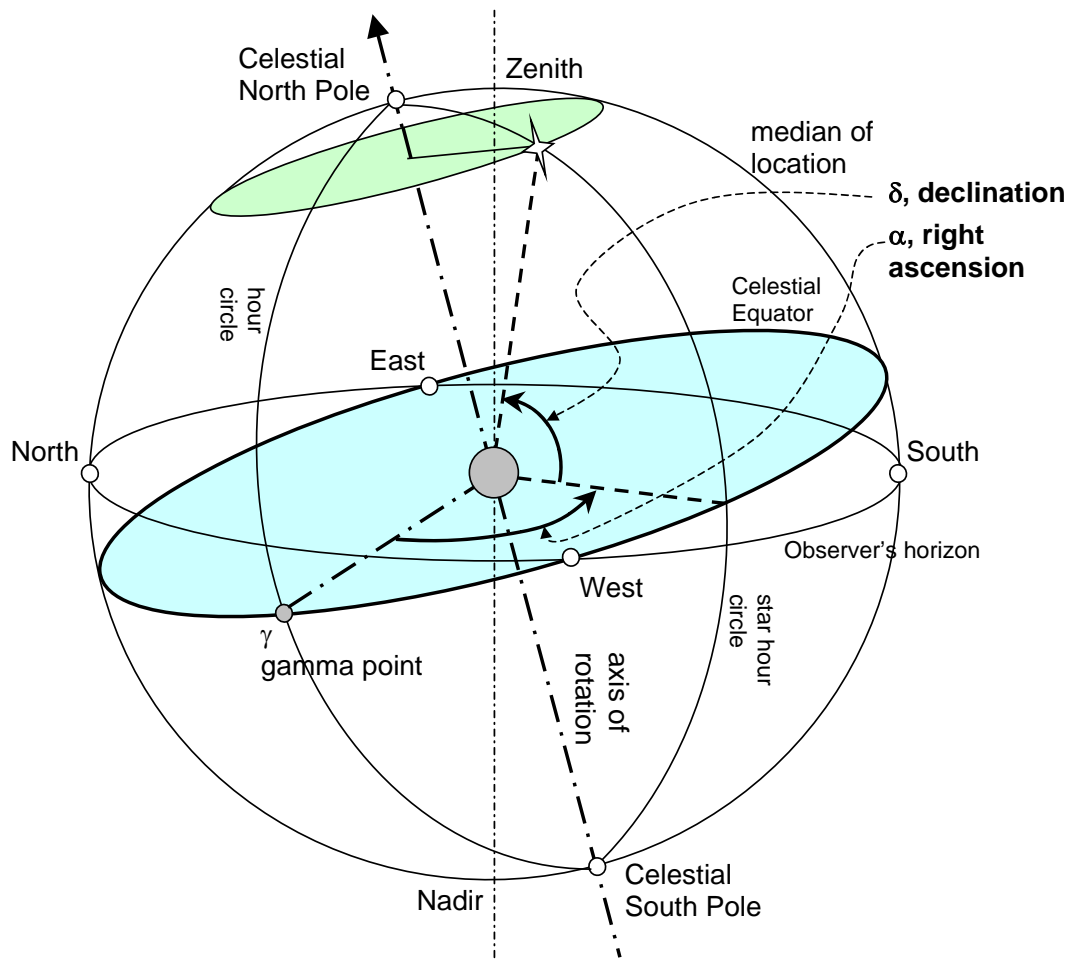 Celestial
North Pole
Zenith
median of
location
δ, declination
α, right
ascension
hour
circle
Celestial
Equator
East
North
South
Observer's horizon
West
γ
gamma point
star hour
circle
axis of
rotation
Nadir
Celestial
South Pole